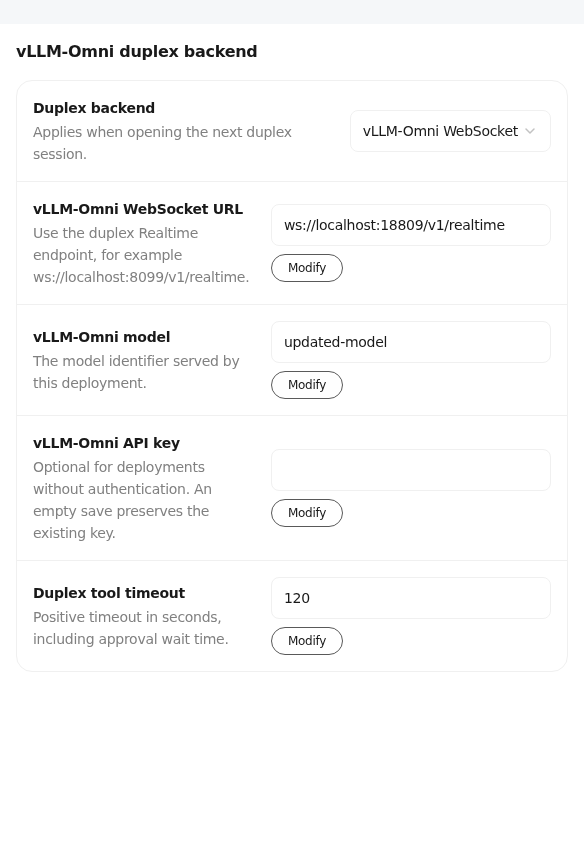 vLLM-Omni duplex backend
Duplex backend
Applies when opening the next duplex
session.
vLLM-Omni WebSocket
vLLM-Omni WebSocket URL
Use the duplex Realtime
endpoint, for example
ws://localhost:8099/v1/realtime.
ws://localhost:18809/v1/realtime
Modify
vLLM-Omni model
The model identifier served by
this deployment.
updated-model
Modify
vLLM-Omni API key
Optional for deployments
without authentication. An
empty save preserves the
existing key.
Modify
Duplex tool timeout
Positive timeout in seconds,
including approval wait time.
120
Modify